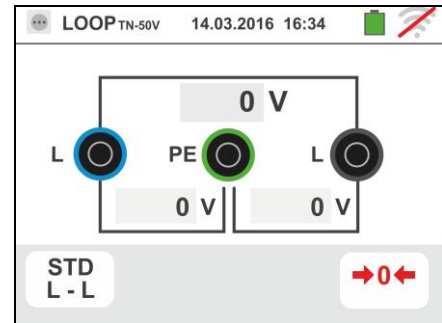 LOOP TN-50V 14.03.2016 16:34
0 V
L PE L
0 V 0 V
STD
L - L
→0←